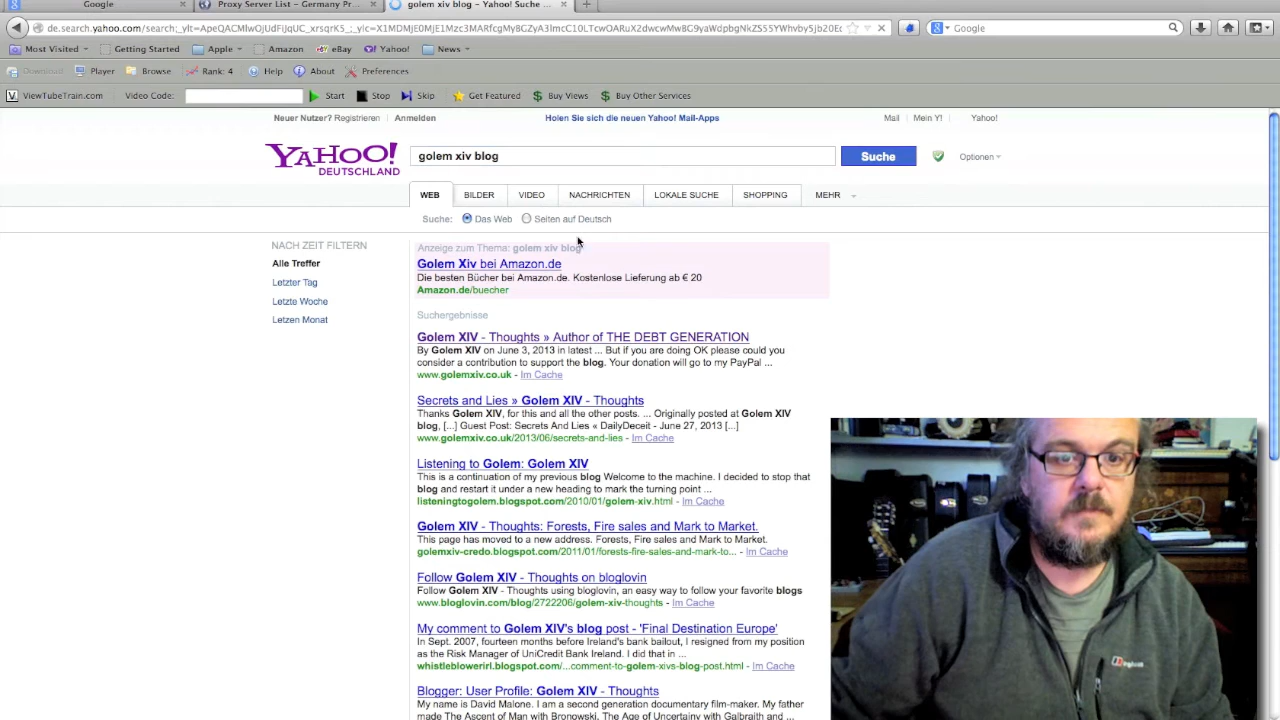 Google
Proxy Server List – Germany Pr...
golem xiv blog – Yahoo! Suche ...
Google
Most Visited
Getting Started
Apple
Amazon
eBay
Yahoo!
News
Download
Player
Browse
Rank: 4
Help
About
Preferences
ViewTubeTrain.com
Video Code:
Start
Stop
Skip
Get Featured
Buy Views
Buy Other Services
Neuer Nutzer? Registrieren
Anmelden
Holen Sie sich die neuen Yahoo! Mail-Apps
Mail
Mein Y!
Yahoo!
YAHOO!
DEUTSCHLAND
golem xiv blog
Suche
Optionen
WEB
BILDER
VIDEO
NACHRICHTEN
LOKALE SUCHE
SHOPPING
MEHR
Suche:
Das Web
Seiten auf Deutsch
NACH ZEIT FILTERN
Alle Treffer
Letzter Tag
Letzte Woche
Letzen Monat
Anzeige zum Thema: golem xiv blog
Golem Xiv bei Amazon.de
Die besten Bücher bei Amazon.de. Kostenlose Lieferung ab € 20
Amazon.de/buecher
Suchergebnisse
Golem XIV - Thoughts » Author of THE DEBT GENERATION
By Golem XIV on June 3, 2013 in latest ... But if you are doing OK please could you
consider a contribution to support the blog. Your donation will go to my PayPal ...
www.golemxiv.co.uk - Im Cache
Secrets and Lies » Golem XIV - Thoughts
Thanks Golem XIV, for this and all the other posts. ... Originally posted at Golem XIV
blog, [...] Guest Post: Secrets And Lies « DailyDeceit - June 27, 2013 [...]
www.golemxiv.co.uk/2013/06/secrets-and-lies - Im Cache
Listening to Golem: Golem XIV
This is a continuation of my previous blog Welcome to the machine. I decided to stop that
blog and restart it under a new heading to mark the turning point ...
listeningtogolem.blogspot.com/2010/01/golem-xiv.html - Im Cache
Golem XIV - Thoughts: Forests, Fire sales and Mark to Market.
This page has moved to a new address. Forests, Fire sales and Mark to Market.
golemxiv-credo.blogspot.com/2011/01/forests-fire-sales-and-mark-to... - Im Cache
Follow Golem XIV - Thoughts on bloglovin
Follow Golem XIV - Thoughts using bloglovin, an easy way to follow your favorite blogs
www.bloglovin.com/blog/2722206/golem-xiv-thoughts - Im Cache
My comment to Golem XIV's blog post - 'Final Destination Europe'
In Sept. 2007, fourteen months before Ireland's bank bailout, I resigned from my position
as the Risk Manager of UniCredit Bank Ireland. I did that in ...
whistleblowerirl.blogspot.com/...comment-to-golem-xivs-blog-post.html - Im Cache
Blogger: User Profile: Golem XIV - Thoughts
My name is David Malone. I am a second generation documentary film-maker. My father
made The Ascent of Man with Bronowski, The Age of Uncertainty with Galbraith and ...